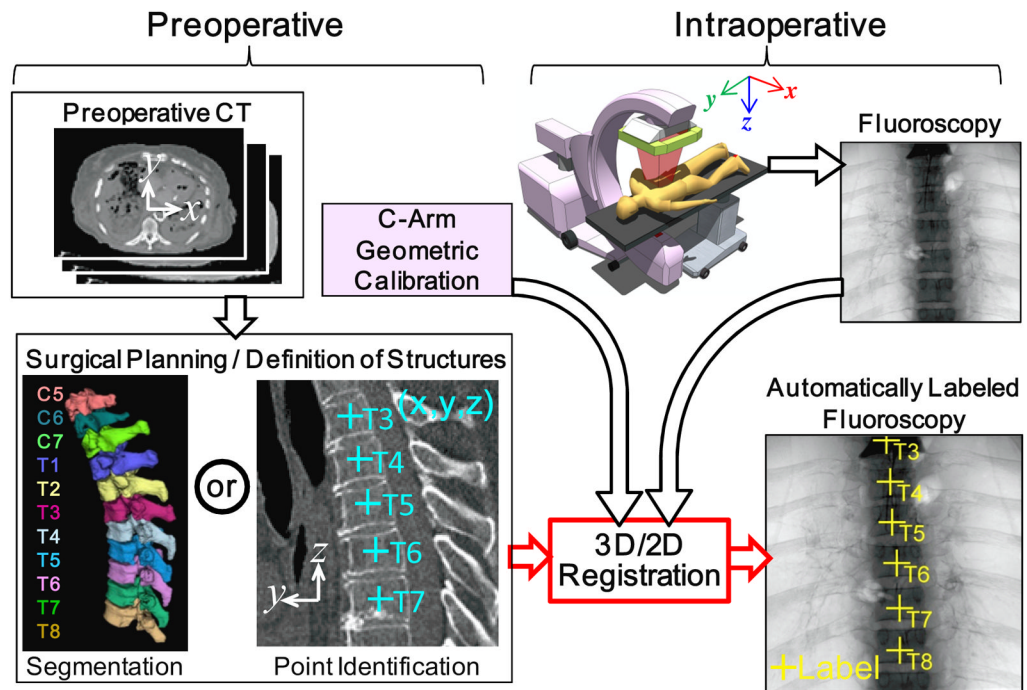 Preoperative
Intraoperative
Preoperative CT
y
x
C-Arm
Geometric
Calibration
y
x
z
Fluoroscopy
Surgical Planning / Definition of Structures
C5
C6
C7
T1
T2
T3
T4
T5
T6
T7
T8
Segmentation
or
T3(x,y,z)
T4
T5
T6
T7
z
y
Point Identification
3D/2D
Registration
Automatically Labeled
Fluoroscopy
T3
T4
T5
T6
T7
T8
+Label